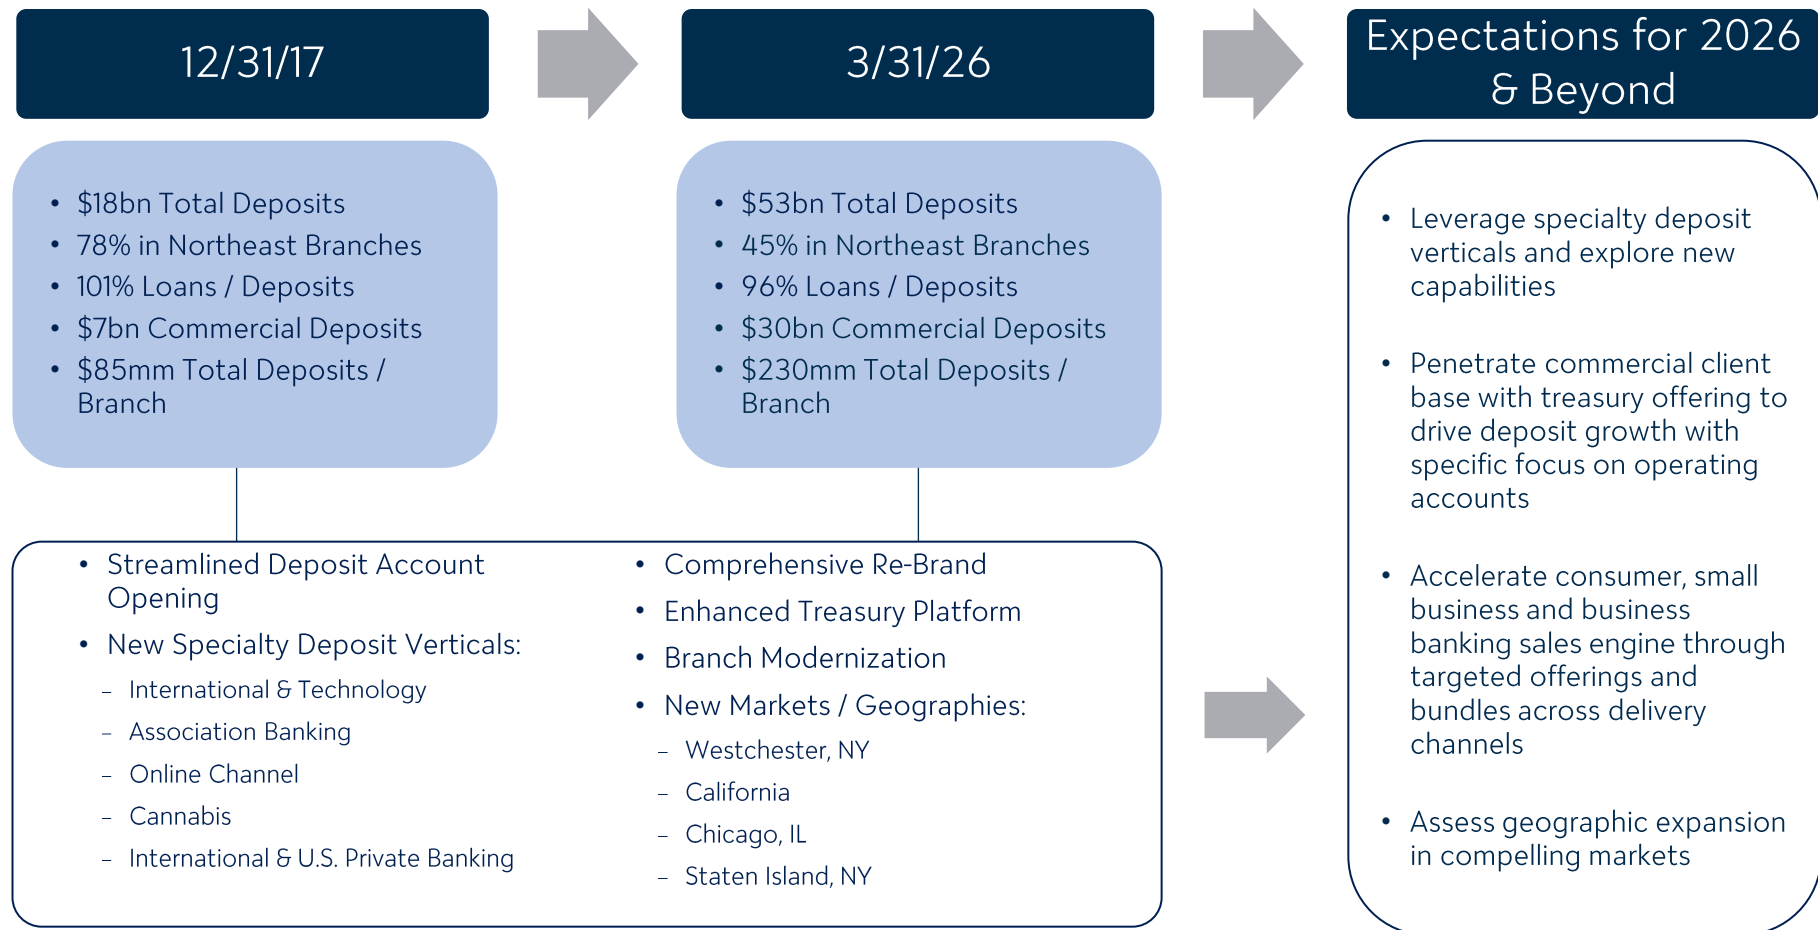 12/31/17
3/31/26
Expectations for 2026
& Beyond
• $18bn Total Deposits
• 78% in Northeast Branches
• 101% Loans / Deposits
• $7bn Commercial Deposits
• $85mm Total Deposits /
Branch
• $53bn Total Deposits
• 45% in Northeast Branches
• 96% Loans / Deposits
• $30bn Commercial Deposits
• $230mm Total Deposits /
Branch
• Streamlined Deposit Account
Opening
• New Specialty Deposit Verticals:
– International & Technology
– Association Banking
– Online Channel
– Cannabis
– International & U.S. Private Banking
• Comprehensive Re-Brand
• Enhanced Treasury Platform
• Branch Modernization
• New Markets / Geographies:
– Westchester, NY
– California
– Chicago, IL
– Staten Island, NY
• Leverage specialty deposit
verticals and explore new
capabilities
• Penetrate commercial client
base with treasury offering to
drive deposit growth with
specific focus on operating
accounts
• Accelerate consumer, small
business and business
banking sales engine through
targeted offerings and
bundles across delivery
channels
• Assess geographic expansion
in compelling markets